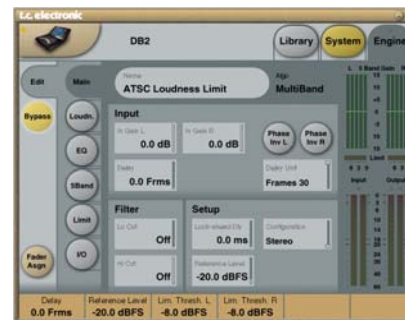 t.c. electronic
DB2
Library
System
Engine
Edit
Main
Name
ATSC Loudness Limit
Algo
MultiBand
L 5 Band Gain R
Bypass
Loudn.
EQ
5Band
Limit
I/O
Fader
Asgn
Input
In Gain L
0.0 dB
In Gain R
0.0 dB
Phase
Inv L
Phase
Inv R
Delay
0.0 Frms
Delay Unit
Frames 30
Filter
Lo Cut
Off
Hi Cut
Off
Setup
0.0 ms
Reference Level
-20.0 dBFS
Configuration
Stereo
Limit
Input
Output
Delay
0.0 Frms
Reference Level
-20.0 dBFS
Lim. Thresh. L
-8.0 dBFS
Lim. Thresh. R
-8.0 dBFS